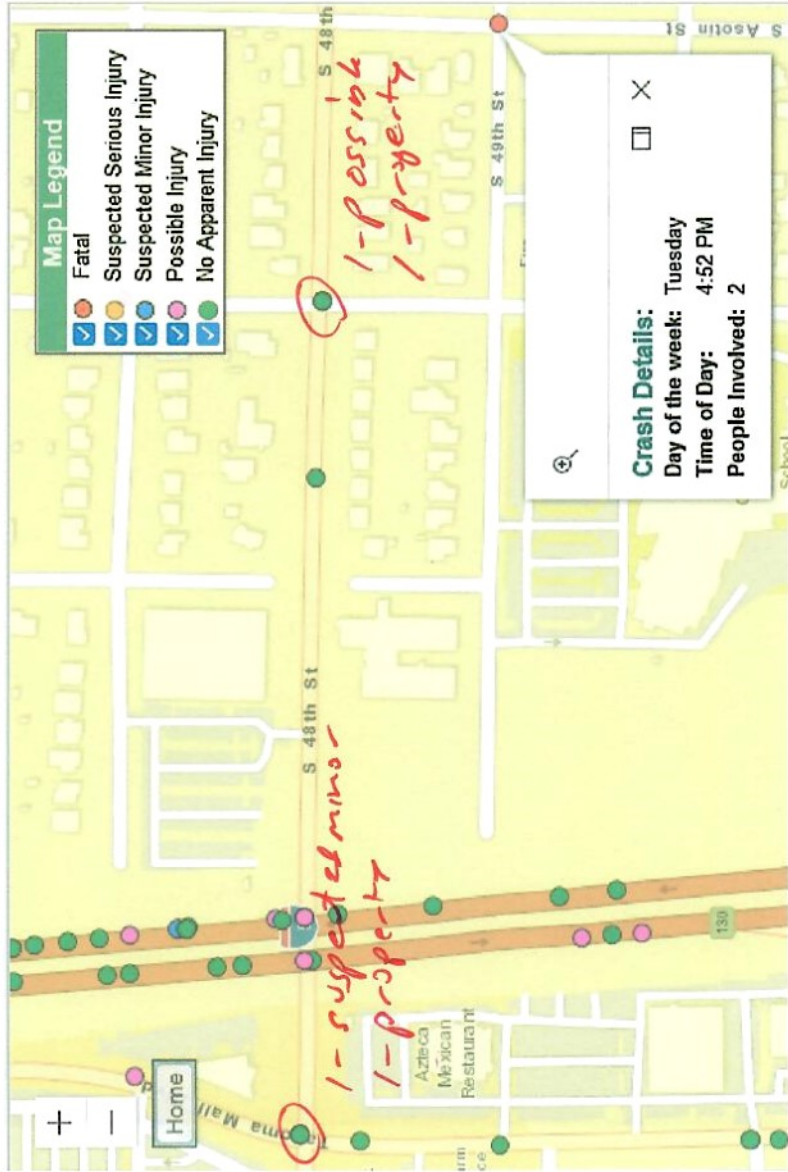 Map Legend
Fatal
Suspected Serious Injury
Suspected Minor Injury
Possible Injury
No Apparent Injury
S 48th
S Asotin St
1-possible
1-property
S 49th St
Crash Details:
Day of the week: Tuesday
Time of Day: 4:52 PM
People Involved: 2
School
S 48th St
1-suspected minor
1-property
130
Azteca
Mexican
Restaurant
Home
+
−